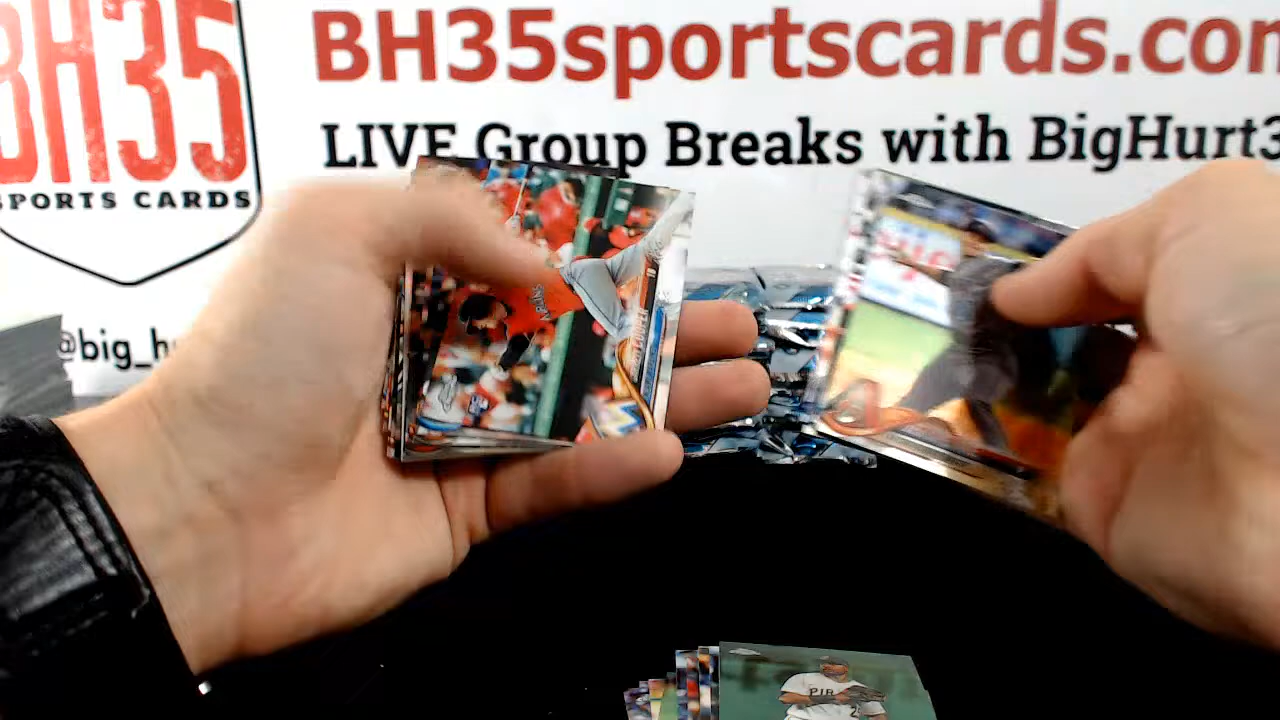 BH35
SPORTS CARDS
BH35sportscards.com
LIVE Group Breaks with BigHurt3
@big_h
PIR